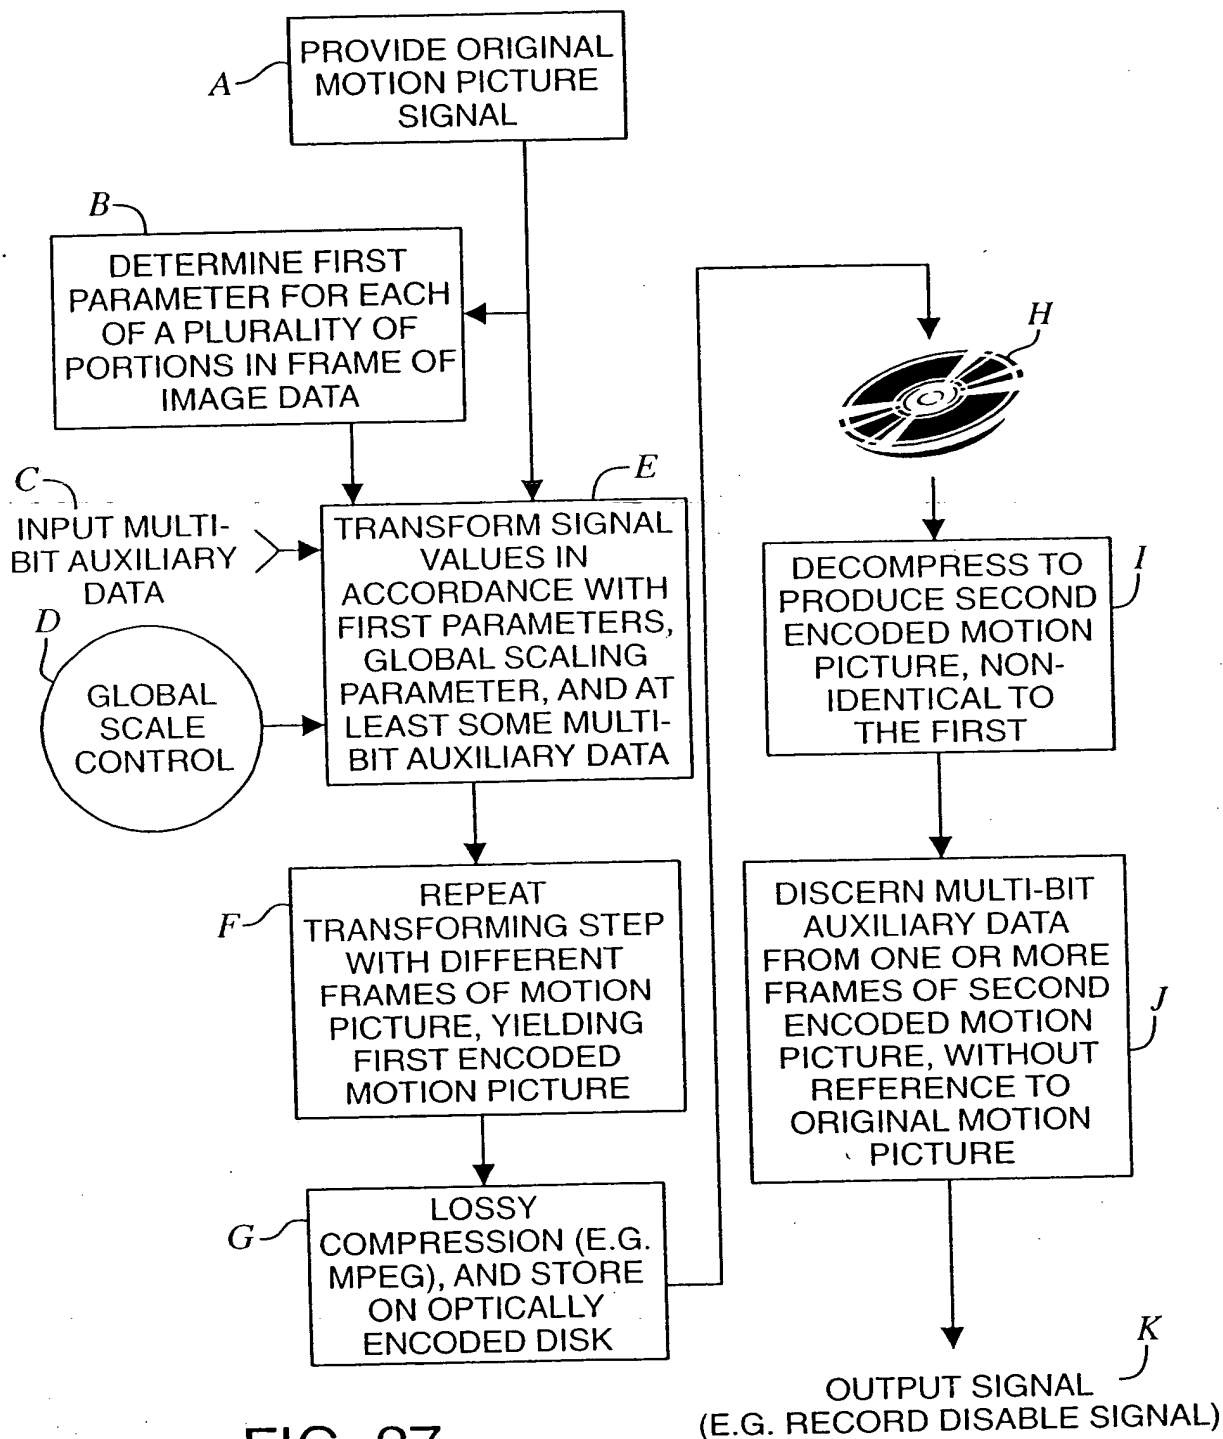 PROVIDE ORIGINAL
MOTION PICTURE
SIGNAL
A
B
DETERMINE FIRST
PARAMETER FOR EACH
OF A PLURALITY OF
PORTIONS IN FRAME OF
IMAGE DATA
C
INPUT MULTI-
BIT AUXILIARY
DATA
D
GLOBAL
SCALE
CONTROL
E
TRANSFORM SIGNAL
VALUES IN
ACCORDANCE WITH
FIRST PARAMETERS,
GLOBAL SCALING
PARAMETER, AND AT
LEAST SOME MULTI-
BIT AUXILIARY DATA
F
REPEAT
TRANSFORMING STEP
WITH DIFFERENT
FRAMES OF MOTION
PICTURE, YIELDING
FIRST ENCODED
MOTION PICTURE
G
LOSSY
COMPRESSION (E.G.
MPEG), AND STORE
ON OPTICALLY
ENCODED DISK
H
I
DECOMPRESS TO
PRODUCE SECOND
ENCODED MOTION
PICTURE, NON-
IDENTICAL TO
THE FIRST
J
DISCERN MULTI-BIT
AUXILIARY DATA
FROM ONE OR MORE
FRAMES OF SECOND
ENCODED MOTION
PICTURE, WITHOUT
REFERENCE TO
ORIGINAL MOTION
PICTURE
K
OUTPUT SIGNAL
(E.G. RECORD DISABLE SIGNAL)
FIG.